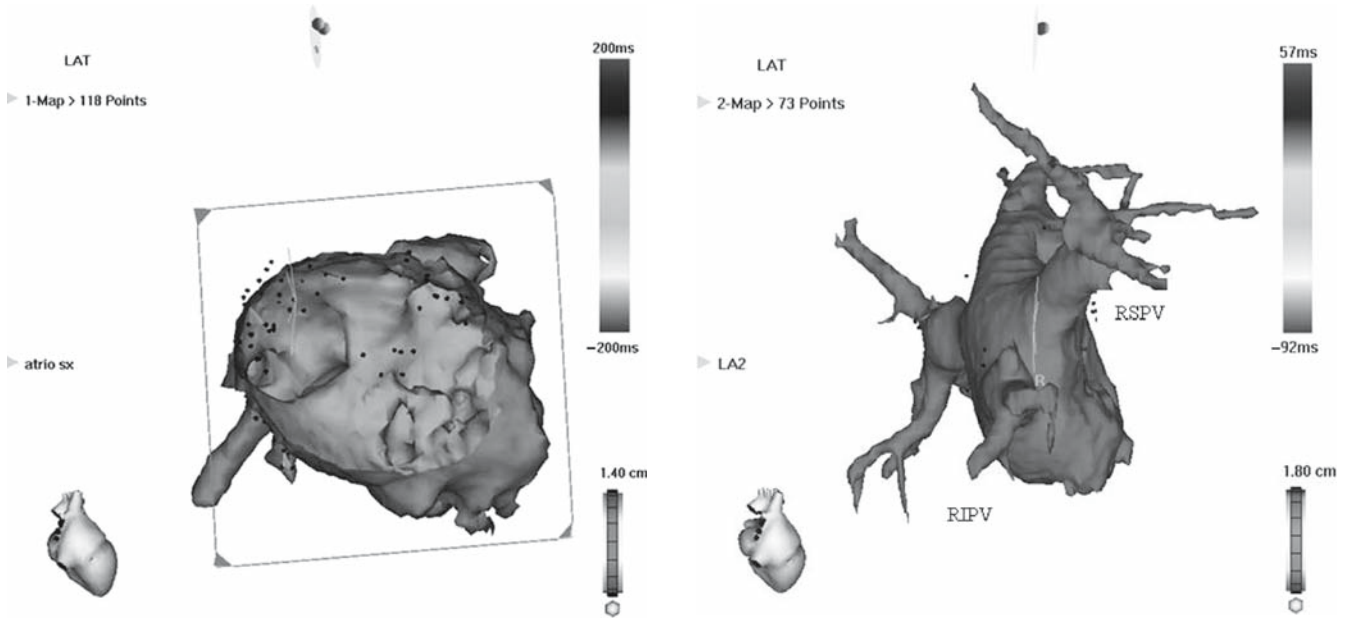 LAT
200ms
1-Map > 118 Points
-200ms
atrio sx
1.40 cm
LAT
57ms
2-Map > 73 Points
RSPV
-92ms
LA2
R
1.80 cm
RIPV